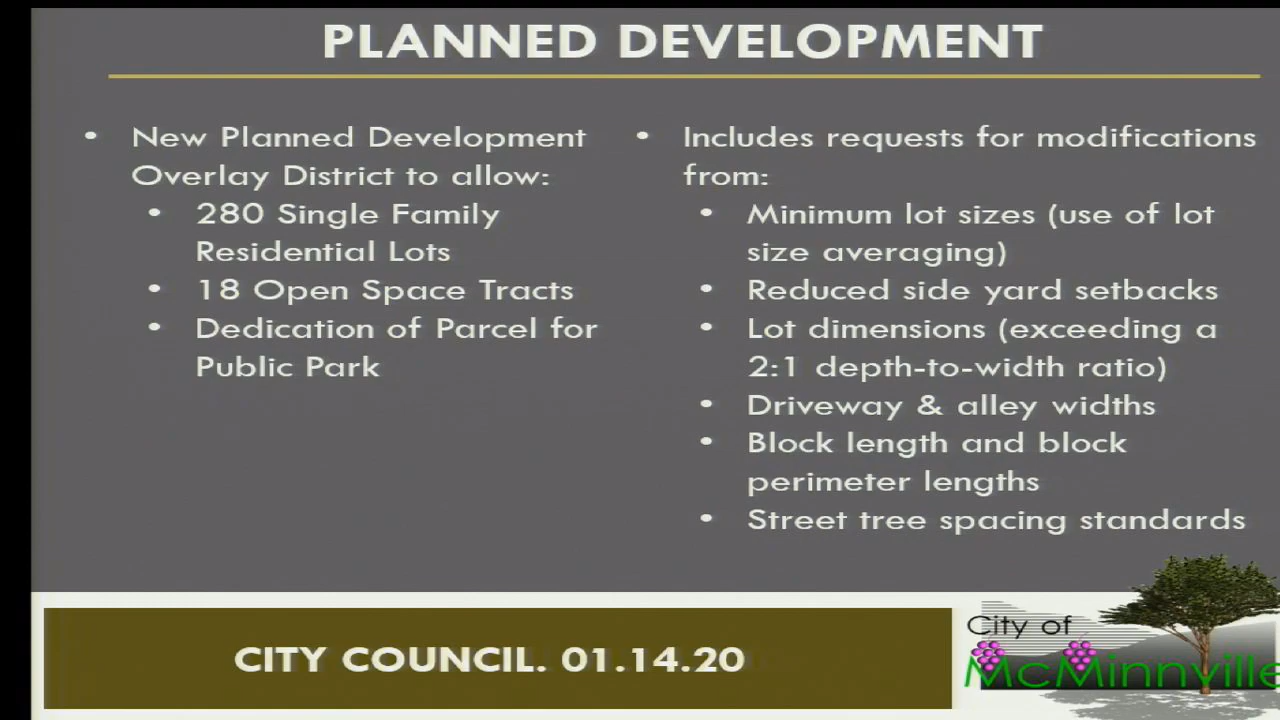 PLANNED DEVELOPMENT
• New Planned Development
Overlay District to allow:
• 280 Single Family
Residential Lots
• 18 Open Space Tracts
• Dedication of Parcel for
Public Park
• Includes requests for modifications
from:
• Minimum lot sizes (use of lot
size averaging)
• Reduced side yard setbacks
• Lot dimensions (exceeding a
2:1 depth-to-width ratio)
• Driveway & alley widths
• Block length and block
perimeter lengths
• Street tree spacing standards
CITY COUNCIL. 01.14.20
City of
McMinnville